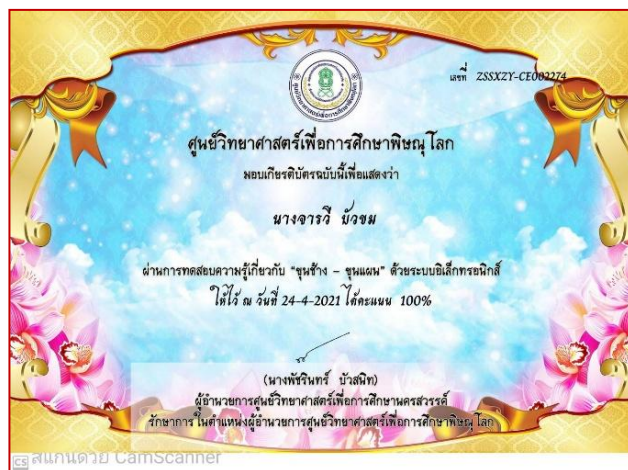 เลขที่ ZSSXZY-CE002274
ศูนย์วิทยาศาสตร์เพื่อการศึกษาพิษณุโลก
มอบเกียรติบัตรฉบับนี้เพื่อแสดงว่า
นางจารวี บัวขม
ผ่านการทดสอบความรู้เกี่ยวกับ "ขุนช้าง - ขุนแผน" ด้วยระบบอิเล็กทรอนิกส์
ให้ไว้ ณ วันที่ 24-4-2021 ได้คะแนน 100%
(นางพัชรินทร์ บัวสนิท)
ผู้อำนวยการศูนย์วิทยาศาสตร์เพื่อการศึกษานครสวรรค์
รักษาการในตำแหน่งผู้อำนวยการศูนย์วิทยาศาสตร์เพื่อการศึกษาพิษณุโลก
CS สแกนด้วย CamScanner